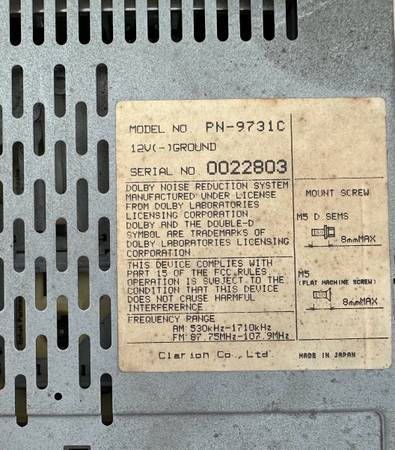 MODEL NO PN-9731C
12V(-)GROUND
SERIAL NO 0022803
DOLBY NOISE REDUCTION SYSTEM
MANUFACTURED UNDER LICENSE
FROM DOLBY LABORATORIES
LICENSING CORPORATION
DOLBY AND THE DOUBLE-D
SYMBOL ARE TRADEMARKS OF
DOLBY LABORATORIES LICENSING
CORPORATION
THIS DEVICE COMPLIES WITH
PART 15 OF THE FCC RULES
OPERATION IS SUBJECT TO THE
CONDITION THAT THIS DEVICE
DOES NOT CAUSE HARMFUL
INTERFERERNCE
FREQUENCY RANGE
AM 530kHz-1710kHz
FM 87.75MHz-107.9MHz
MOUNT SCREW
M5 D SEMS
8mmMAX
M5
(FLAT MACHINE SCREW)
8mmMAX
Clarion Co., Ltd.
MADE IN JAPAN